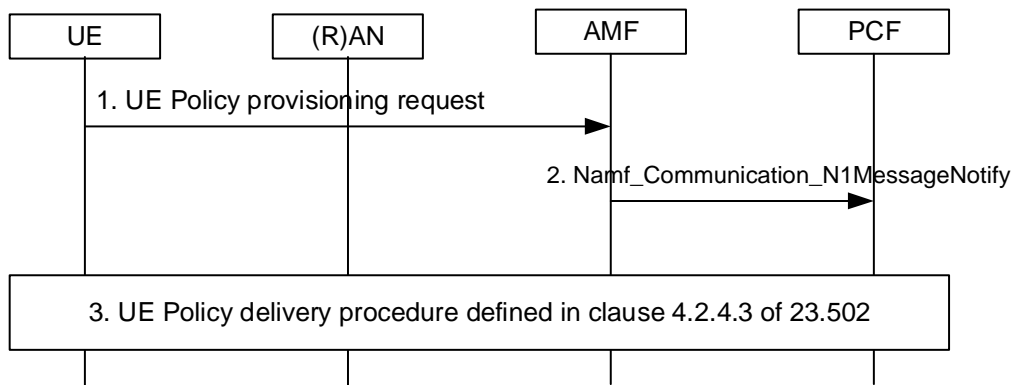 UE
(R)AN
AMF
PCF
1. UE Policy provisioning request
2. Namf_Communication_N1MessageNotify
3. UE Policy delivery procedure defined in clause 4.2.4.3 of 23.502